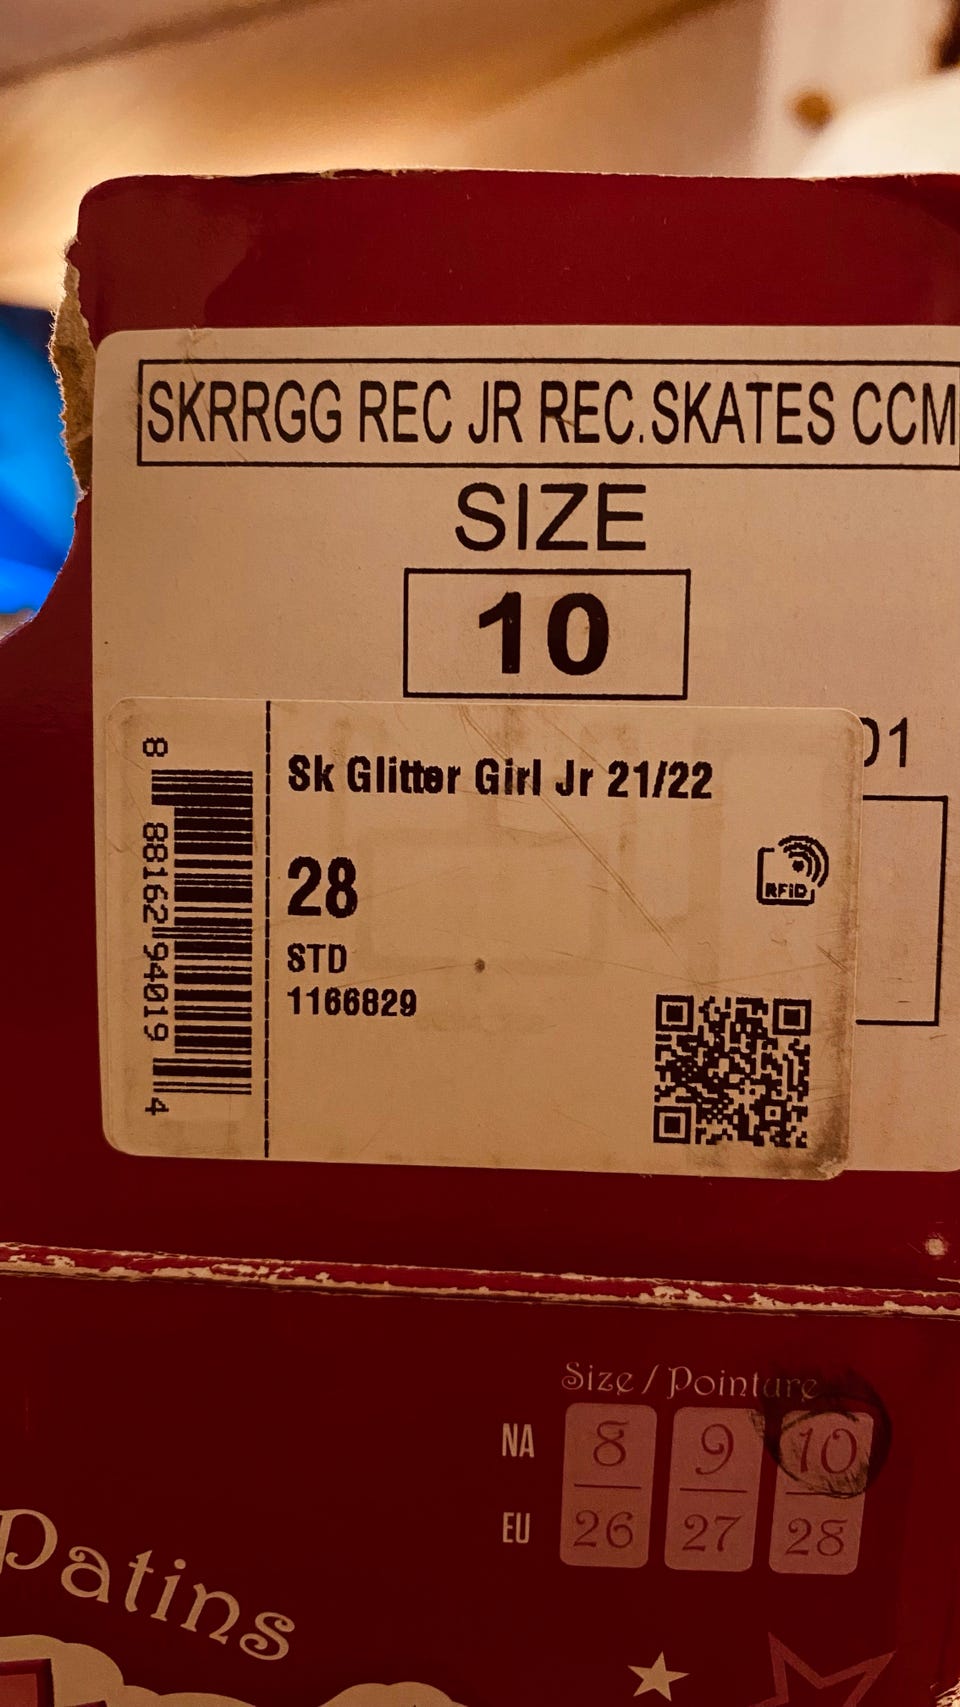 SKRRGG REC JR REC.SKATES CCM
SIZE
10
01
Sk Glitter Girl Jr 21/22
28
STD
1166829
RFiD
8 88162 94019 4
Size / Pointure
NA 8 9 10
EU 26 27 28
Patins